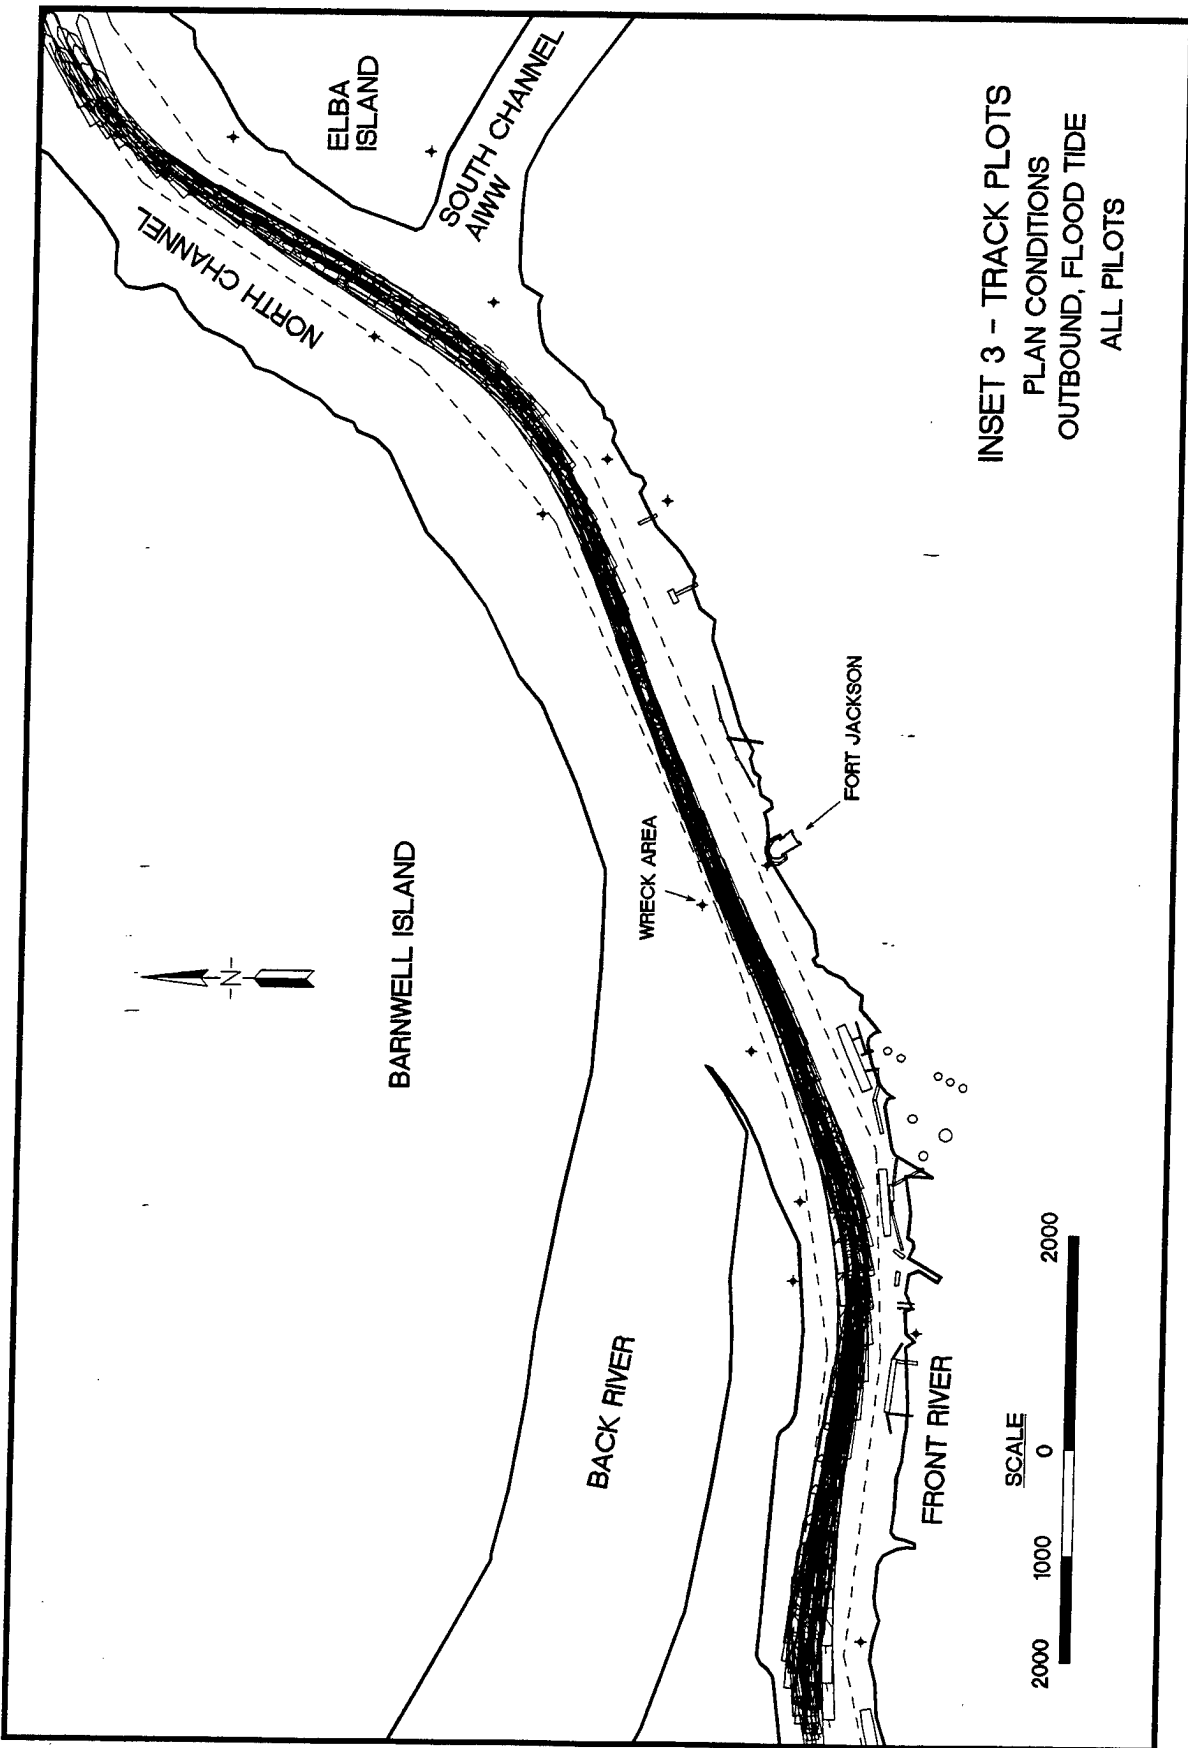 ELBA
ISLAND
SOUTH CHANNEL
AIWW
NORTH CHANNEL
BARNWELL ISLAND
-N-
WRECK AREA
FORT JACKSON
BACK RIVER
FRONT RIVER
INSET 3 - TRACK PLOTS
PLAN CONDITIONS
OUTBOUND, FLOOD TIDE
ALL PILOTS
SCALE
2000 1000 0 2000